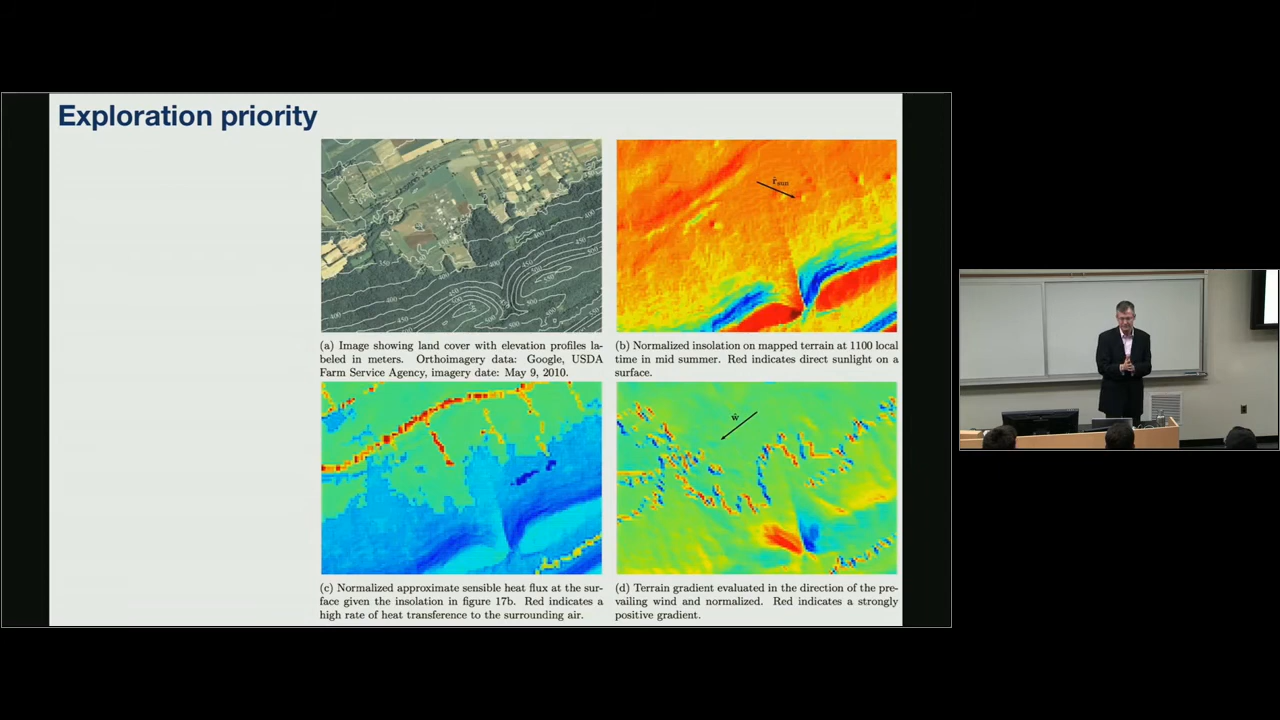 Exploration priority
(a) Image showing land cover with elevation profiles la-
beled in meters. Orthoimagery data: Google, USDA
Farm Service Agency, imagery date: May 9, 2010.
r̂sun
(b) Normalized insolation on mapped terrain at 1100 local
time in mid summer. Red indicates direct sunlight on a
surface.
(c) Normalized approximate sensible heat flux at the sur-
face given the insolation in figure 17b. Red indicates a
high rate of heat transference to the surrounding air.
ŵ
(d) Terrain gradient evaluated in the direction of the pre-
vailing wind and normalized. Red indicates a strongly
positive gradient.